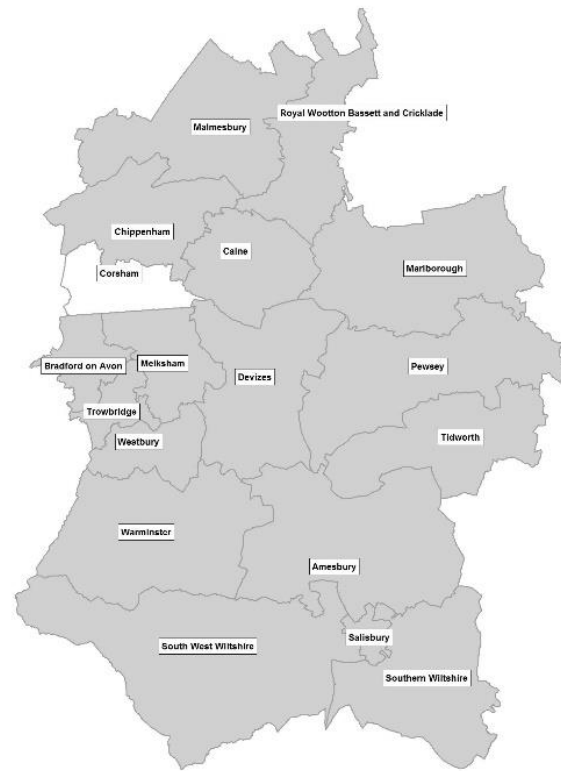 Royal Wootton Bassett and Cricklade
Malmesbury
Chippenham
Calne
Corsham
Marlborough
Bradford on Avon
Melksham
Devizes
Pewsey
Trowbridge
Westbury
Tidworth
Warminster
Amesbury
Salisbury
South West Wiltshire
Southern Wiltshire